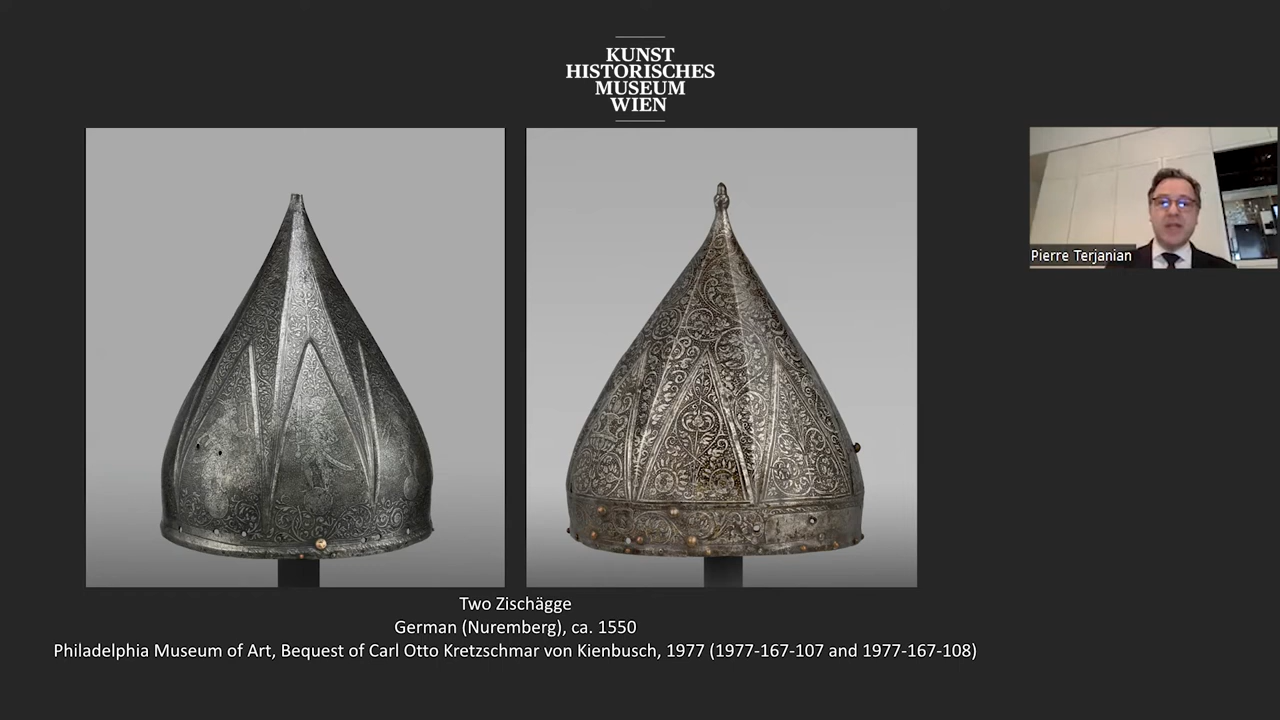 KUNST
HISTORISCHES
MUSEUM
WIEN
Pierre Terjanian
Two Zischägge
German (Nuremberg), ca. 1550
Philadelphia Museum of Art, Bequest of Carl Otto Kretzschmar von Kienbusch, 1977 (1977-167-107 and 1977-167-108)